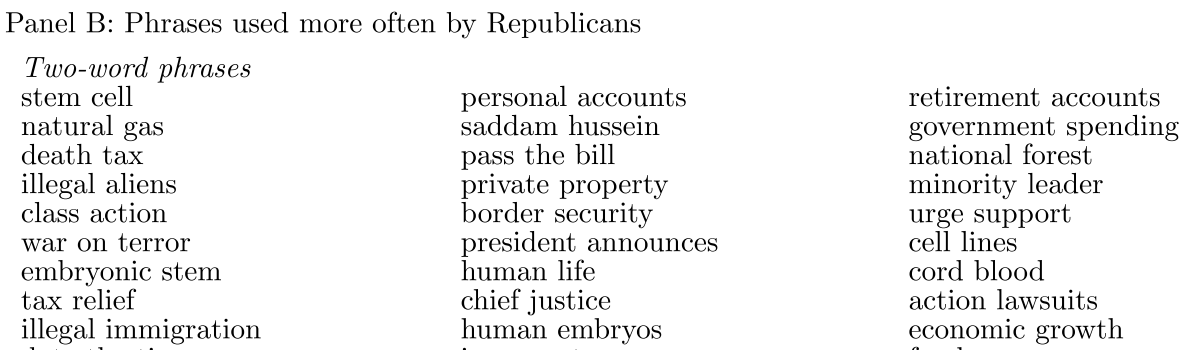 Panel B: Phrases used more often by Republicans
Two-word phrases
stem cell personal accounts retirement accounts
natural gas saddam hussein government spending
death tax pass the bill national forest
illegal aliens private property minority leader
class action border security urge support
war on terror president announces cell lines
embryonic stem human life cord blood
tax relief chief justice action lawsuits
illegal immigration human embryos economic growth